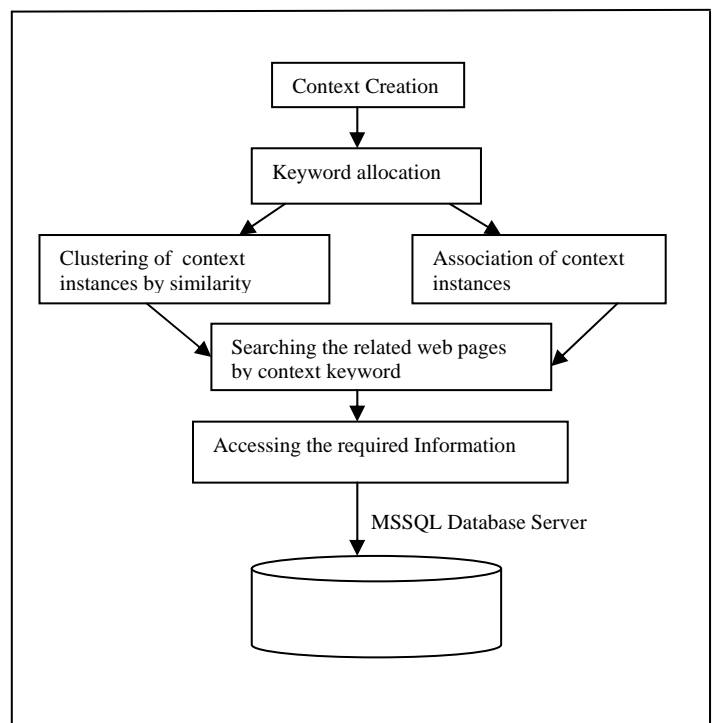 Context Creation
Keyword allocation
Clustering of context
instances by similarity
Association of context
instances
Searching the related web pages
by context keyword
Accessing the required Information
MSSQL Database Server